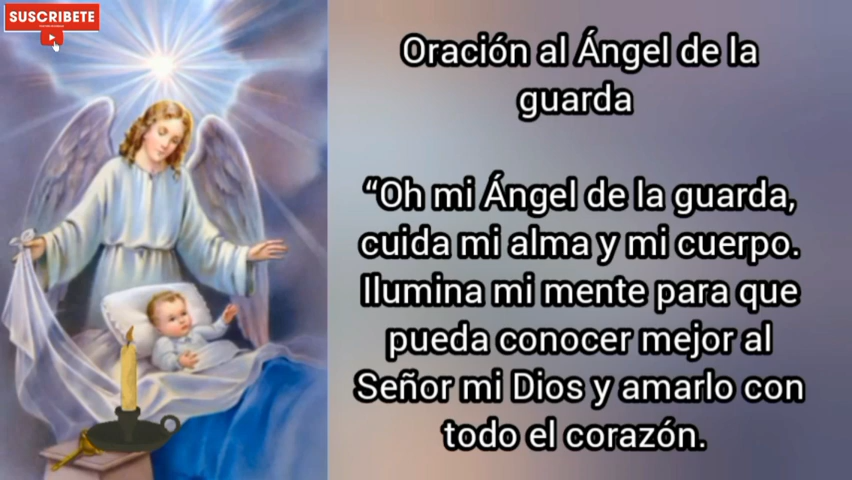 SUSCRIBETE
Oración al Ángel de la
guarda
“Oh mi Ángel de la guarda,
cuida mi alma y mi cuerpo.
Ilumina mi mente para que
pueda conocer mejor al
Señor mi Dios y amarlo con
todo el corazón.